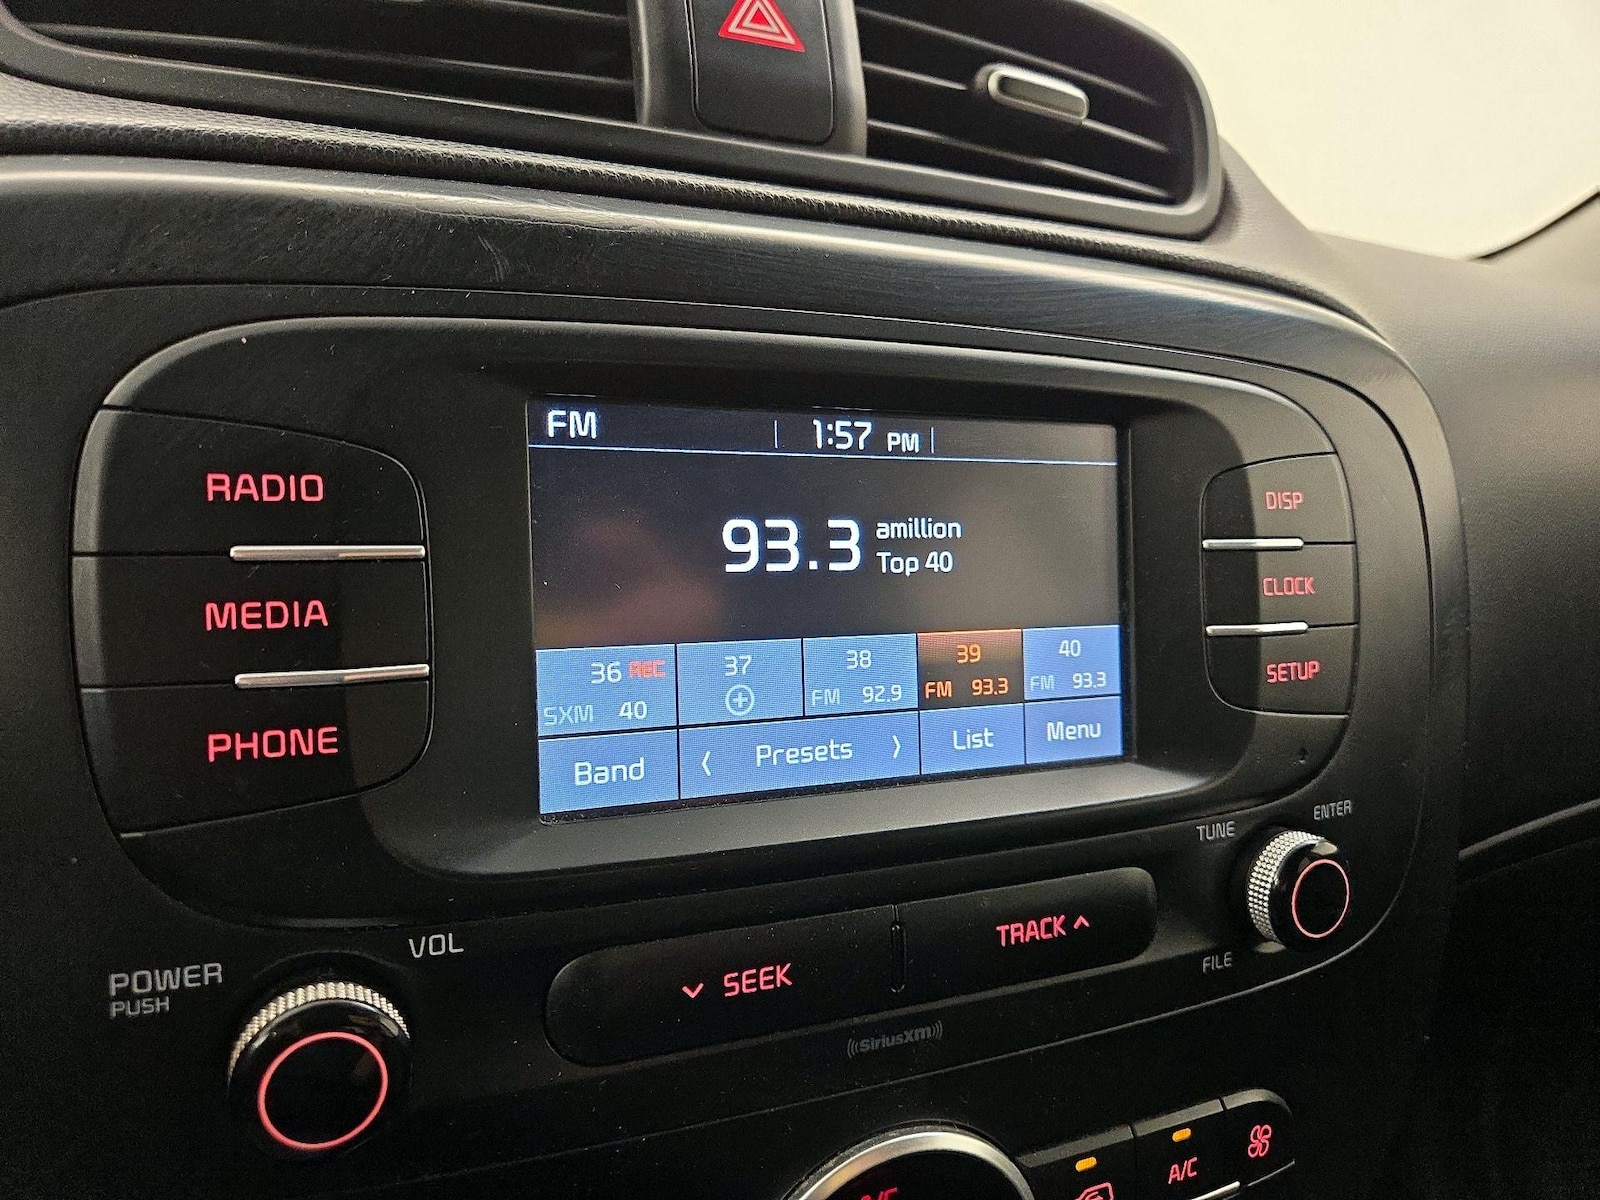 FM 1:57 PM
93.3 amillion
Top 40
36 REC 37 38 39 40
SXM 40 FM 92.9 FM 93.3 FM 93.3
Band ‹ Presets › List Menu
RADIO
MEDIA
PHONE
DISP
CLOCK
SETUP
TUNE ENTER
FILE
POWER
PUSH
VOL
SEEK
TRACK
SiriusXM
A/C